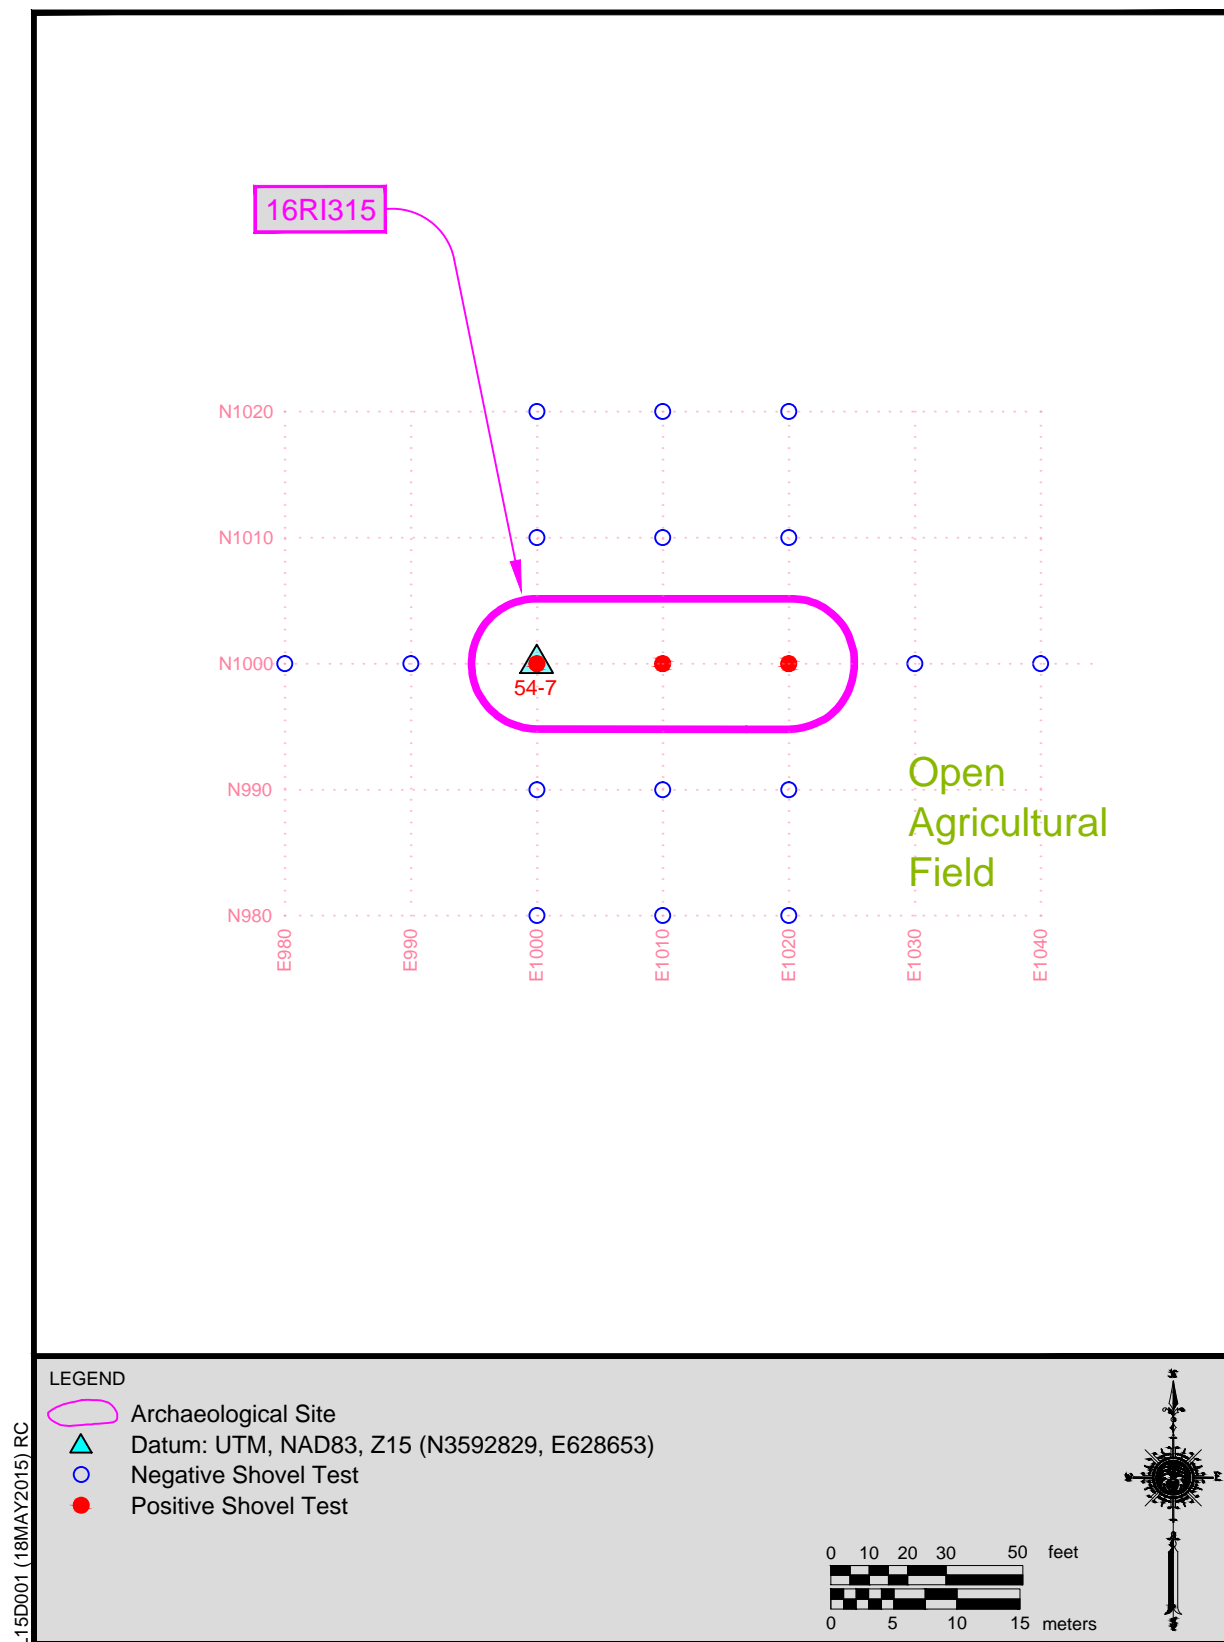 16RI315
N1020
N1010
N1000
54-7
N990
Open
Agricultural
Field
N980
E980
E990
E1000
E1010
E1020
E1030
E1040
LEGEND
Archaeological Site
Datum: UTM, NAD83, Z15 (N3592829, E628653)
Negative Shovel Test
Positive Shovel Test
0 10 20 30 50 feet
0 5 10 15 meters
15D001 (18MAY2015) RC